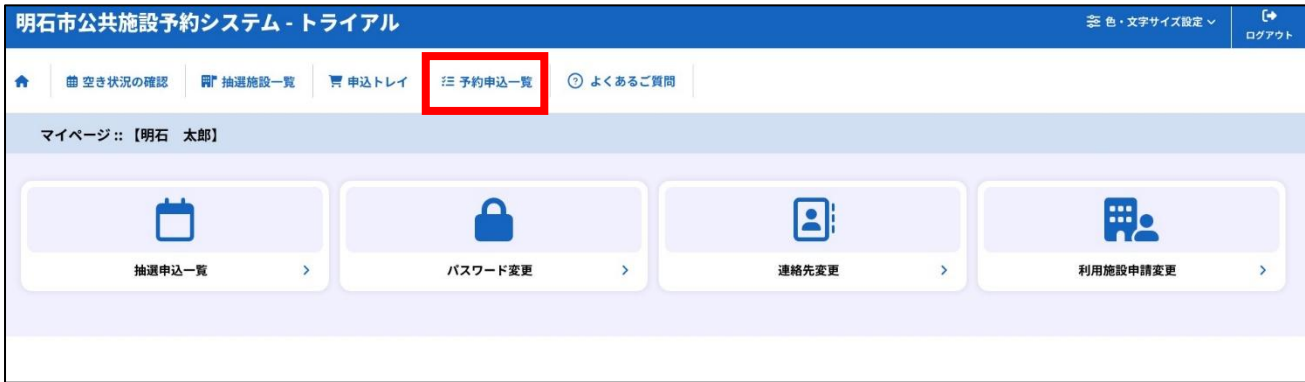 明石市公共施設予約システム - トライアル
色・文字サイズ設定
ログアウト
空き状況の確認 抽選施設一覧 申込トレイ 予約申込一覧 よくあるご質問
マイページ :: 【明石　太郎】
抽選申込一覧 パスワード変更 連絡先変更 利用施設申請変更